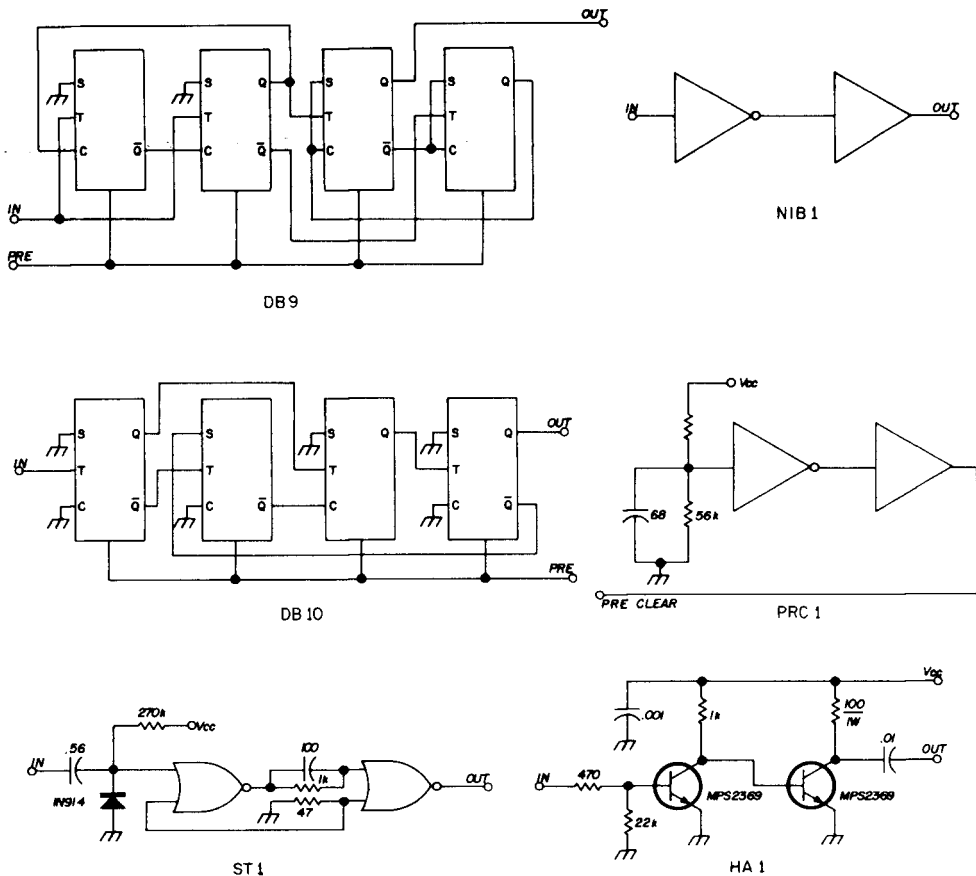 OUT
S Q S Q S Q S Q
T T T T
C Q̅ C Q̅ C Q̅ C
IN
PRE
DB9
IN OUT
NIB 1
S Q S S Q S Q OUT
IN T T T T
C Q̅ C Q̅ C C Q̅
PRE
DB 10
Vcc
68 56k
PRE CLEAR
PRC 1
270k
Vcc
.56
IN
1N914
100
1k
47
OUT
ST 1
Vcc
.001
1k
100
1W
.01
OUT
IN
470
MPS2369
MPS2369
22k
HA 1